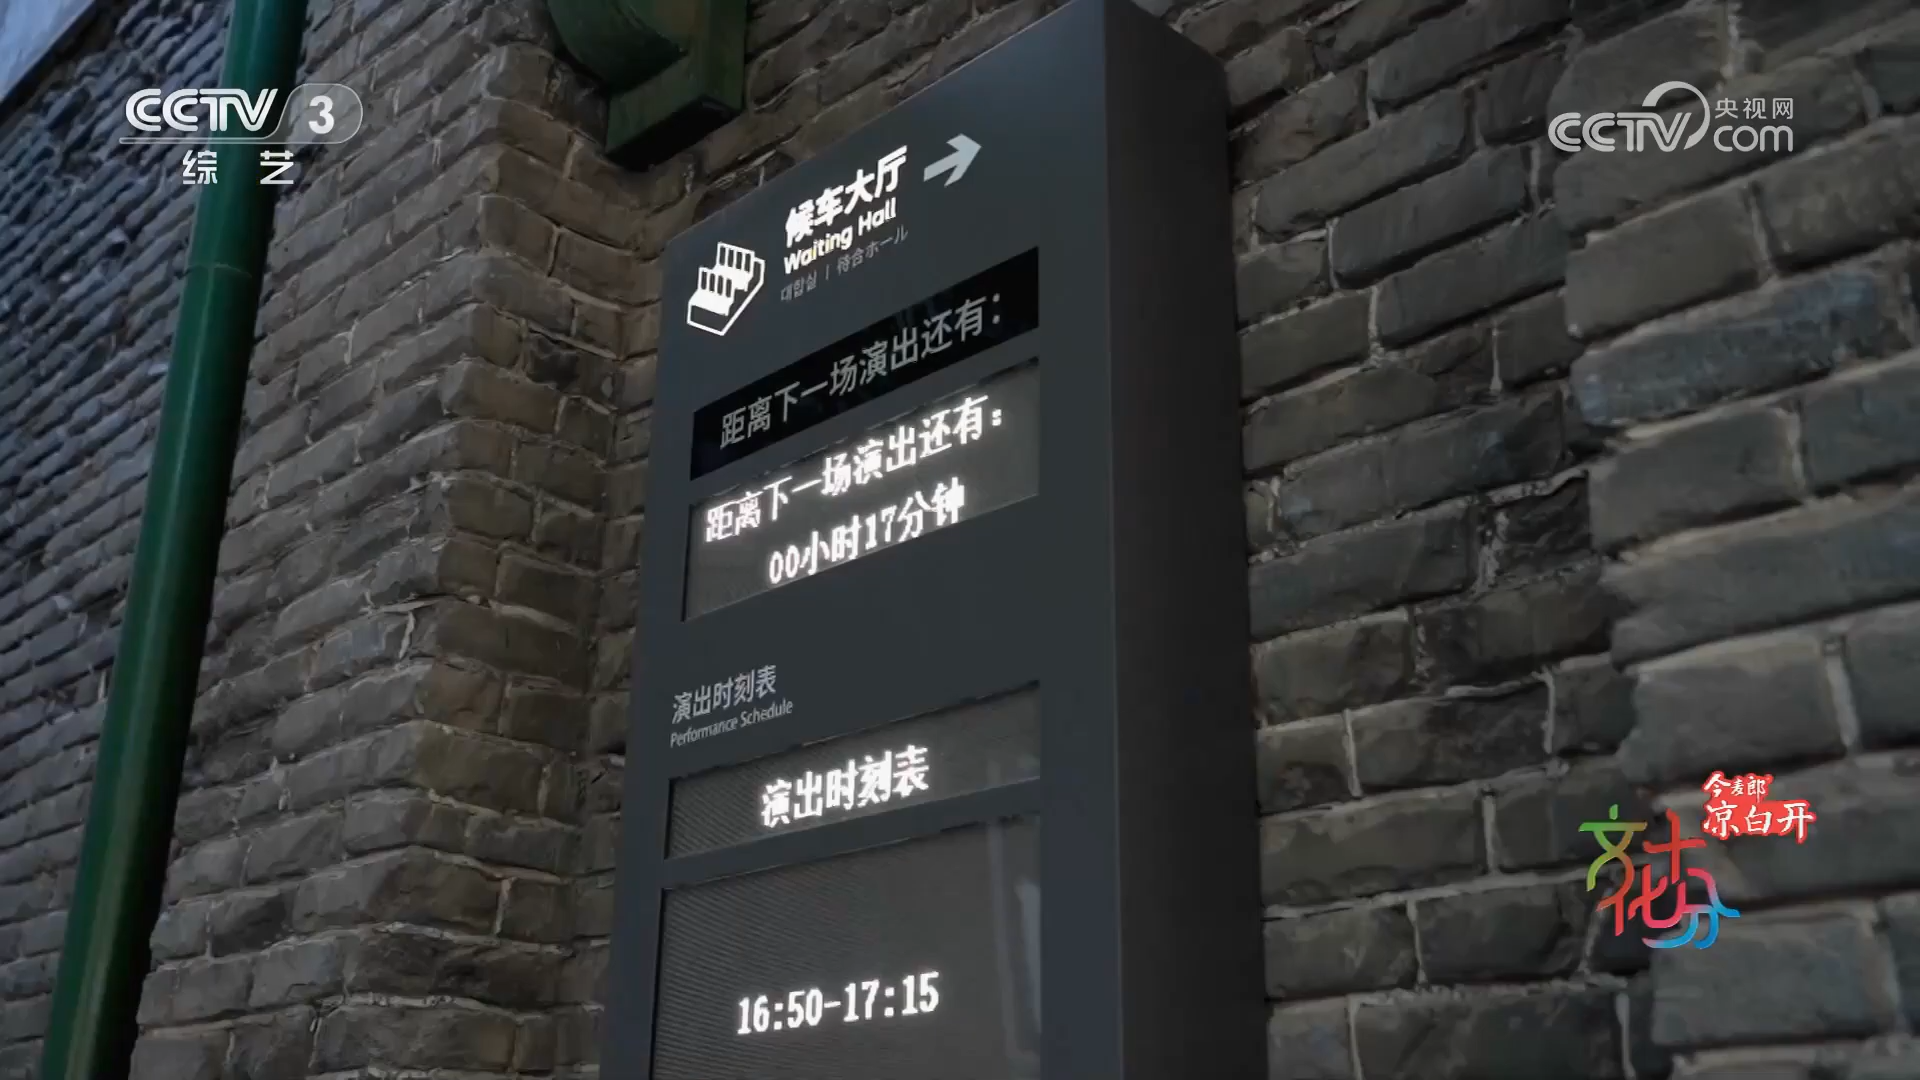 CCTV 3
综艺
央视网
CCTV.com
候车大厅
Waiting Hall
대합실 | 待合ホール
距离下一场演出还有：
距离下一场演出还有：
00小时17分钟
演出时刻表
Performance Schedule
演出时刻表
16:50-17:15
今麦郎
凉白开
文化十分